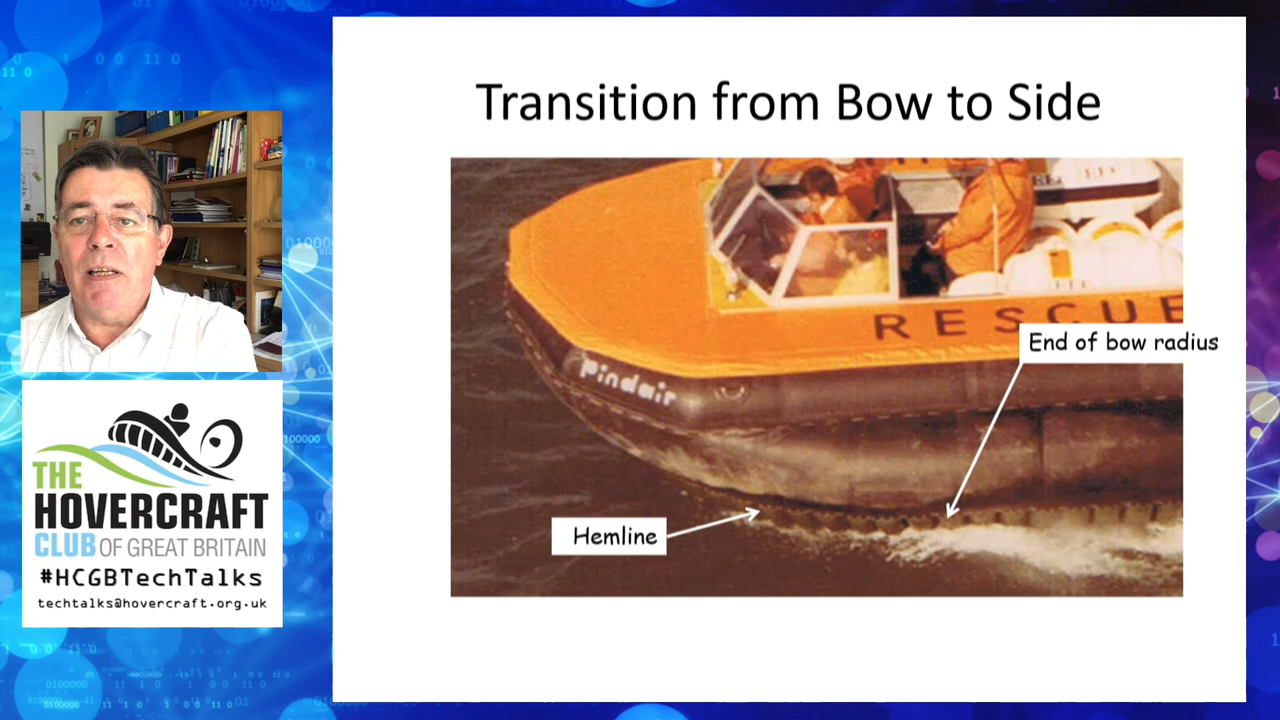 Transition from Bow to Side
RESCUE
pindair
End of bow radius
Hemline
THE
HOVERCRAFT
CLUB OF GREAT BRITAIN
#HCGBTechTalks
techtalks@hovercraft.org.uk